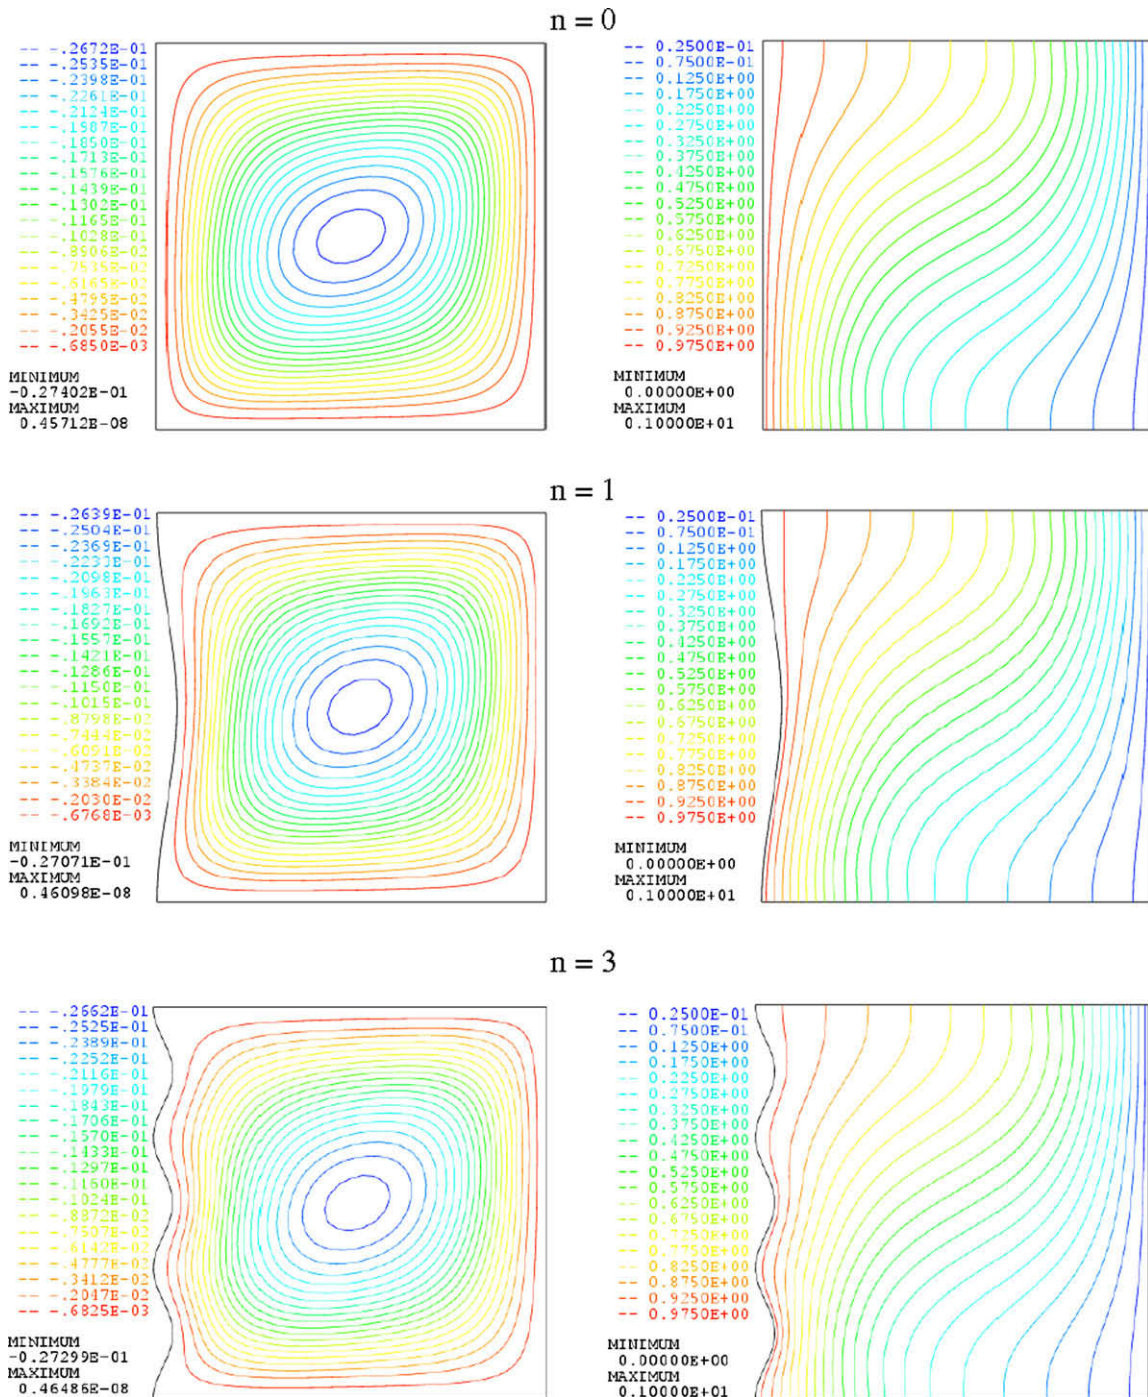 n = 0
-- -.2672E-01
-- -.2535E-01
-- -.2398E-01
-- -.2261E-01
-- -.2124E-01
-- -.1987E-01
-- -.1850E-01
-- -.1713E-01
-- -.1576E-01
-- -.1439E-01
-- -.1302E-01
-- -.1165E-01
-- -.1028E-01
-- -.8906E-02
-- -.7535E-02
-- -.6165E-02
-- -.4795E-02
-- -.3425E-02
-- -.2055E-02
-- -.6850E-03
MINIMUM
-0.27402E-01
MAXIMUM
0.45712E-08
-- 0.2500E-01
-- 0.7500E-01
-- 0.1250E+00
-- 0.1750E+00
-- 0.2250E+00
-- 0.2750E+00
-- 0.3250E+00
-- 0.3750E+00
-- 0.4250E+00
-- 0.4750E+00
-- 0.5250E+00
-- 0.5750E+00
-- 0.6250E+00
-- 0.6750E+00
-- 0.7250E+00
-- 0.7750E+00
-- 0.8250E+00
-- 0.8750E+00
-- 0.9250E+00
-- 0.9750E+00
MINIMUM
0.00000E+00
MAXIMUM
0.10000E+01
n = 1
-- -.2639E-01
-- -.2504E-01
-- -.2369E-01
-- -.2233E-01
-- -.2098E-01
-- -.1963E-01
-- -.1827E-01
-- -.1692E-01
-- -.1557E-01
-- -.1421E-01
-- -.1286E-01
-- -.1150E-01
-- -.1015E-01
-- -.8798E-02
-- -.7444E-02
-- -.6091E-02
-- -.4737E-02
-- -.3384E-02
-- -.2030E-02
-- -.6768E-03
MINIMUM
-0.27071E-01
MAXIMUM
0.46098E-08
-- 0.2500E-01
-- 0.7500E-01
-- 0.1250E+00
-- 0.1750E+00
-- 0.2250E+00
-- 0.2750E+00
-- 0.3250E+00
-- 0.3750E+00
-- 0.4250E+00
-- 0.4750E+00
-- 0.5250E+00
-- 0.5750E+00
-- 0.6250E+00
-- 0.6750E+00
-- 0.7250E+00
-- 0.7750E+00
-- 0.8250E+00
-- 0.8750E+00
-- 0.9250E+00
-- 0.9750E+00
MINIMUM
0.00000E+00
MAXIMUM
0.10000E+01
n = 3
-- -.2662E-01
-- -.2525E-01
-- -.2389E-01
-- -.2252E-01
-- -.2116E-01
-- -.1979E-01
-- -.1843E-01
-- -.1706E-01
-- -.1570E-01
-- -.1433E-01
-- -.1297E-01
-- -.1160E-01
-- -.1024E-01
-- -.8872E-02
-- -.7507E-02
-- -.6142E-02
-- -.4777E-02
-- -.3412E-02
-- -.2047E-02
-- -.6825E-03
MINIMUM
-0.27299E-01
MAXIMUM
0.46486E-08
-- 0.2500E-01
-- 0.7500E-01
-- 0.1250E+00
-- 0.1750E+00
-- 0.2250E+00
-- 0.2750E+00
-- 0.3250E+00
-- 0.3750E+00
-- 0.4250E+00
-- 0.4750E+00
-- 0.5250E+00
-- 0.5750E+00
-- 0.6250E+00
-- 0.6750E+00
-- 0.7250E+00
-- 0.7750E+00
-- 0.8250E+00
-- 0.8750E+00
-- 0.9250E+00
-- 0.9750E+00
MINIMUM
0.00000E+00
MAXIMUM
0.10000E+01